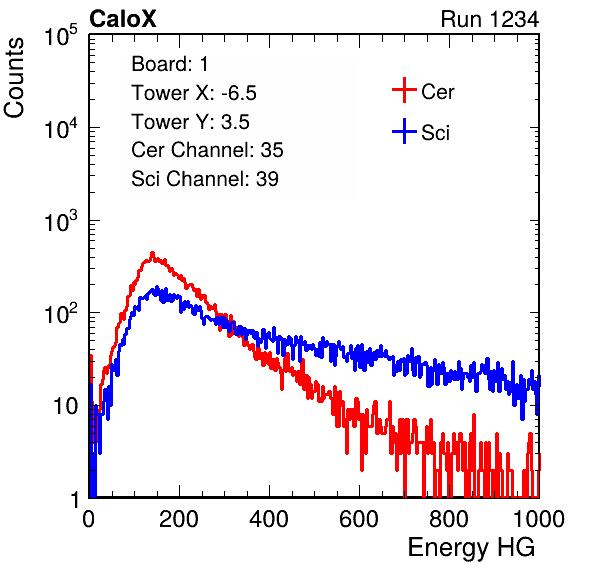 CaloX Run 1234
10^5
Counts
Board: 1
Tower X: -6.5
Tower Y: 3.5
Cer Channel: 35
Sci Channel: 39
Cer
Sci
10^4
10^3
10^2
10
1
0 200 400 600 800 1000
Energy HG